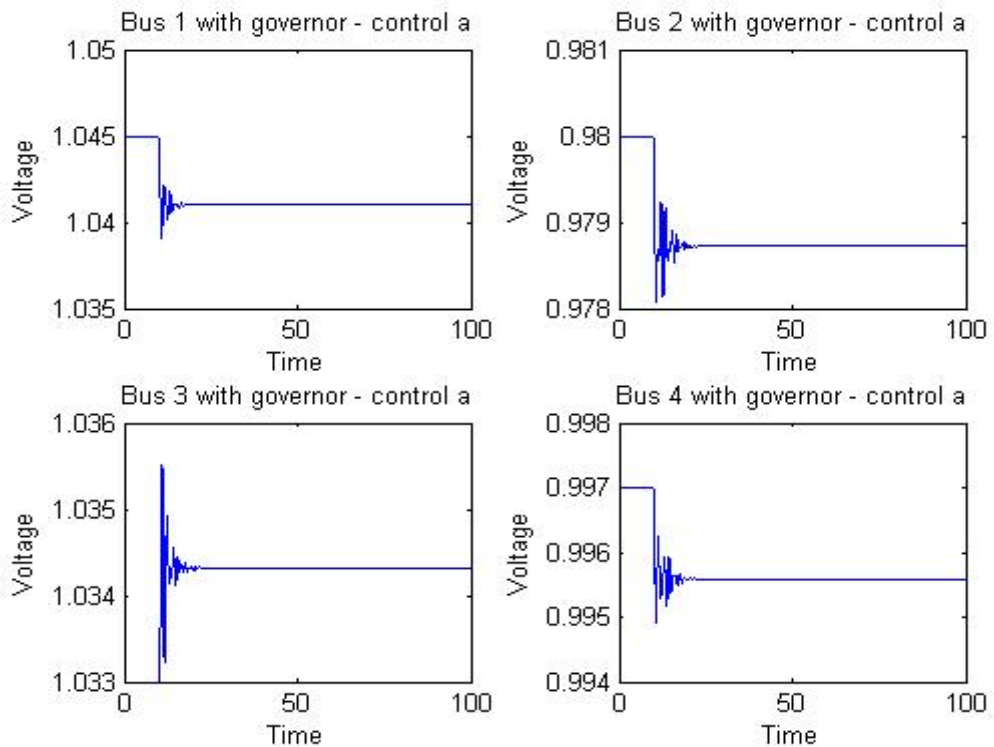 Bus 1 with governor - control a
1.05
1.045
1.04
1.035
Voltage
0
50
100
Time
Bus 2 with governor - control a
0.981
0.98
0.979
0.978
Voltage
0
50
100
Time
Bus 3 with governor - control a
1.036
1.035
1.034
1.033
Voltage
0
50
100
Time
Bus 4 with governor - control a
0.998
0.997
0.996
0.995
0.994
Voltage
0
50
100
Time